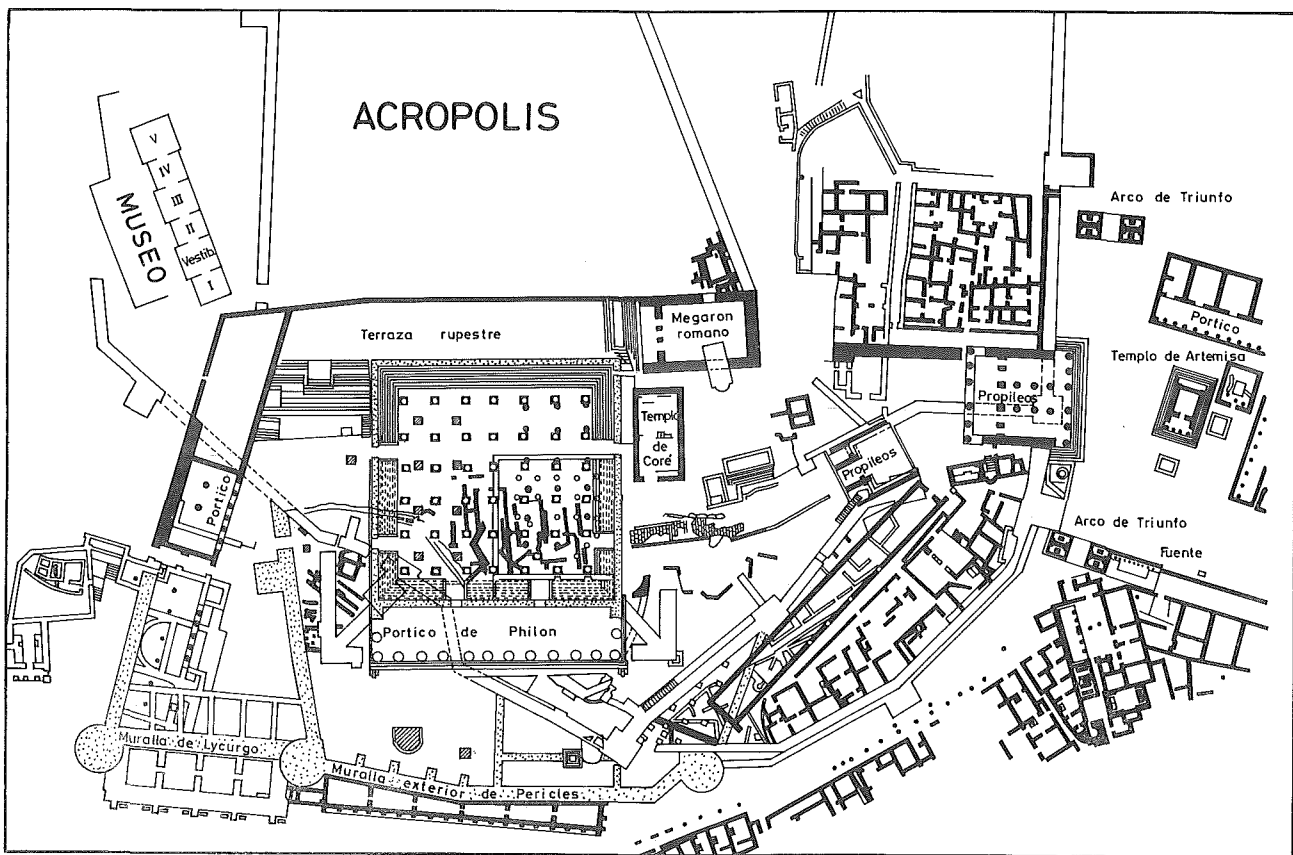 ACROPOLIS
V
IV
III
II
Vestib.
I
MUSEO
Arco de Triunfo
Portico
Megaron
romano
Terraza rupestre
Templo de Artemisa
Propileos
Templo
de
Coré
Propileos
Portico
Arco de Triunfo
Fuente
Portico de Philon
Muralla de Lycurgo
Muralla exterior de Pericles